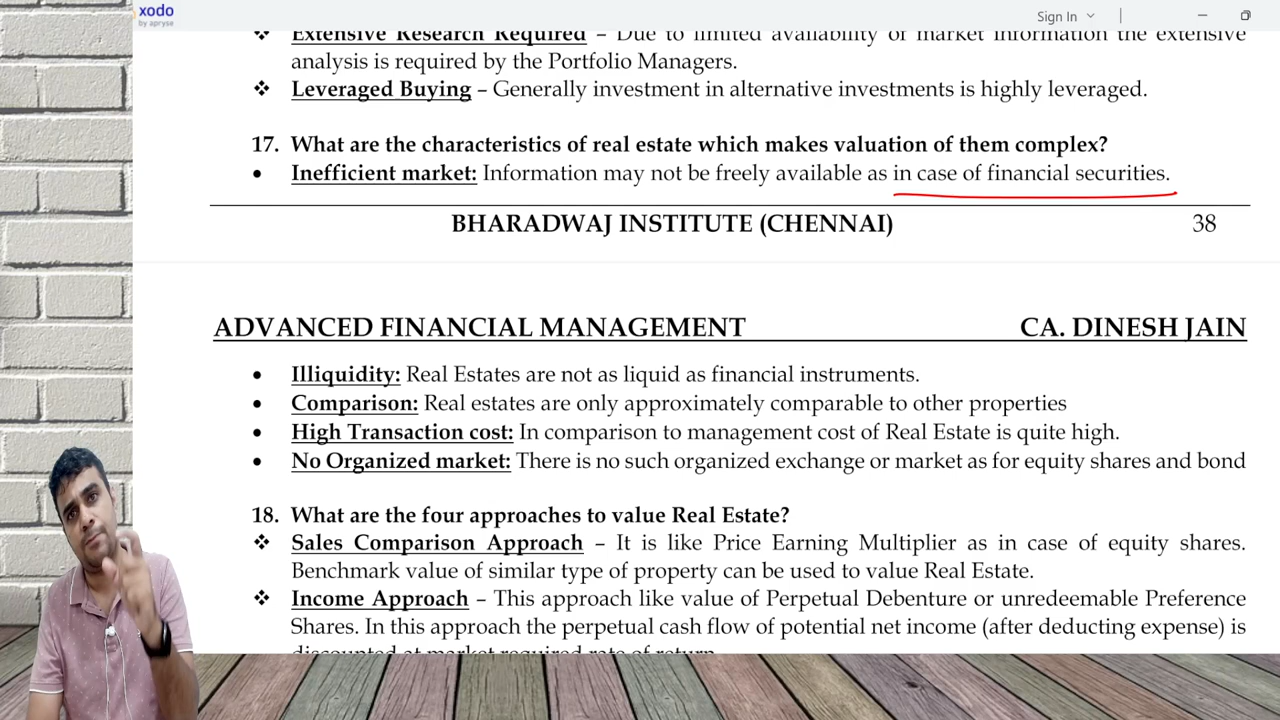 xodo
by apryse
Sign In
❖ Extensive Research Required – Due to limited availability of market information the extensive
analysis is required by the Portfolio Managers.
❖ Leveraged Buying – Generally investment in alternative investments is highly leveraged.
17. What are the characteristics of real estate which makes valuation of them complex?
• Inefficient market: Information may not be freely available as in case of financial securities.
BHARADWAJ INSTITUTE (CHENNAI) 38
ADVANCED FINANCIAL MANAGEMENT CA. DINESH JAIN
• Illiquidity: Real Estates are not as liquid as financial instruments.
• Comparison: Real estates are only approximately comparable to other properties
• High Transaction cost: In comparison to management cost of Real Estate is quite high.
• No Organized market: There is no such organized exchange or market as for equity shares and bond
18. What are the four approaches to value Real Estate?
❖ Sales Comparison Approach – It is like Price Earning Multiplier as in case of equity shares.
Benchmark value of similar type of property can be used to value Real Estate.
❖ Income Approach – This approach like value of Perpetual Debenture or unredeemable Preference
Shares. In this approach the perpetual cash flow of potential net income (after deducting expense) is
discounted at market required rate of return